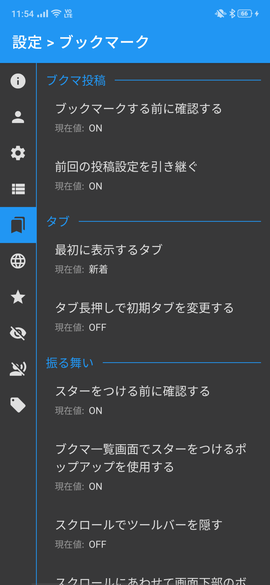 11:54
設定 > ブックマーク
ブクマ投稿
ブックマークする前に確認する
現在値: ON
前回の投稿設定を引き継ぐ
現在値: ON
タブ
最初に表示するタブ
現在値: 新着
タブ長押しで初期タブを変更する
現在値: OFF
振る舞い
スターをつける前に確認する
現在値: ON
ブクマ一覧画面でスターをつけるポ
ップアップを使用する
現在値: ON
スクロールでツールバーを隠す
現在値: OFF
スクロールにあわせて画面下部のボ